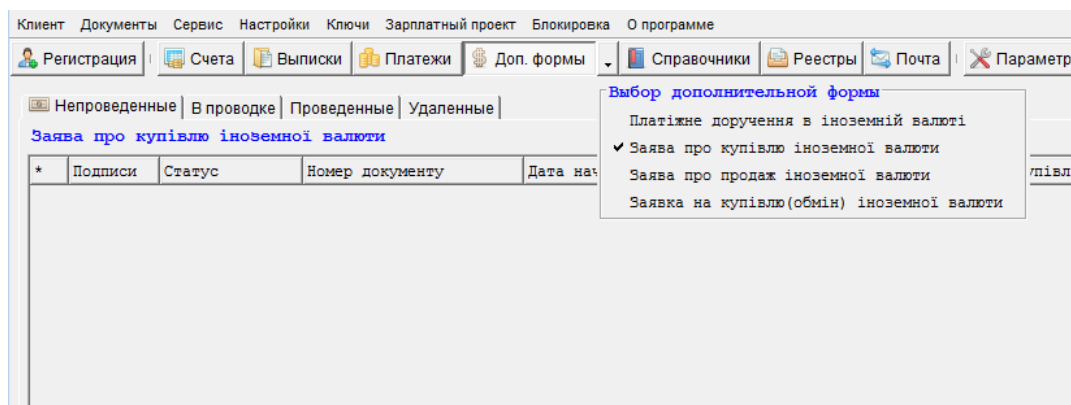 Клиент Документы Сервис Настройки Ключи Зарплатный проект Блокировка О программе
Регистрация Счета Выписки Платежи Доп. формы Справочники Реестры Почта Параметр
Непроведенные В проводке Проведенные Удаленные
Заява про купівлю іноземної валюти
* Подписи Статус Номер документу Дата нач упівл
Выбор дополнительной формы
Платіжне доручення в іноземній валюті
Заява про купівлю іноземної валюти
Заява про продаж іноземної валюти
Заявка на купівлю(обмін) іноземної валюти